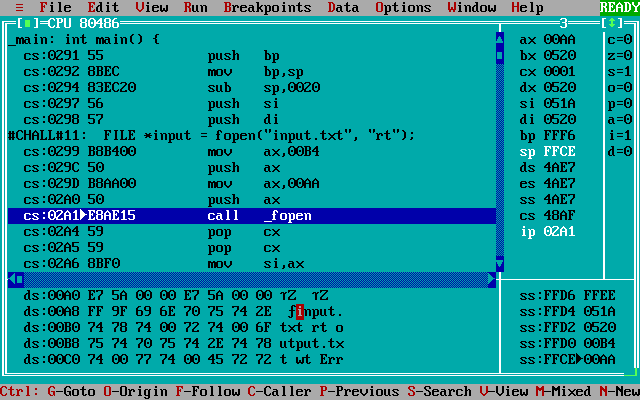 ≡ File Edit View Run Breakpoints Data Options Window Help READY
[■]=CPU 80486 3 [↕]
_main: int main() { ax 00AA c=0
cs:0291 55 push bp bx 0520 z=0
cs:0292 8BEC mov bp,sp cx 0001 s=1
cs:0294 83EC20 sub sp,0020 dx 0520 o=0
cs:0297 56 push si si 051A p=0
cs:0298 57 push di di 0520 a=0
#CHALL#11: FILE *input = fopen("input.txt", "rt"); bp FFF6 i=1
cs:0299 B8B400 mov ax,00B4 sp FFCE d=0
cs:029C 50 push ax ds 4AE7
cs:029D B8AA00 mov ax,00AA es 4AE7
cs:02A0 50 push ax ss 4AE7
cs:02A1►E8AE15 call _fopen cs 48AF
cs:02A4 59 pop cx ip 02A1
cs:02A5 59 pop cx
cs:02A6 8BF0 mov si,ax
ds:00A0 E7 5A 00 00 E7 5A 00 00 τZ τZ ss:FFD6 FFEE
ds:00A8 FF 9F 69 6E 70 75 74 2E ƒinput. ss:FFD4 051A
ds:00B0 74 78 74 00 72 74 00 6F txt rt o ss:FFD2 0520
ds:00B8 75 74 70 75 74 2E 74 78 utput.tx ss:FFD0 00B4
ds:00C0 74 00 77 74 00 45 72 72 t wt Err ss:FFCE►00AA
Ctrl: G-Goto O-Origin F-Follow C-Caller P-Previous S-Search V-View M-Mixed N-New